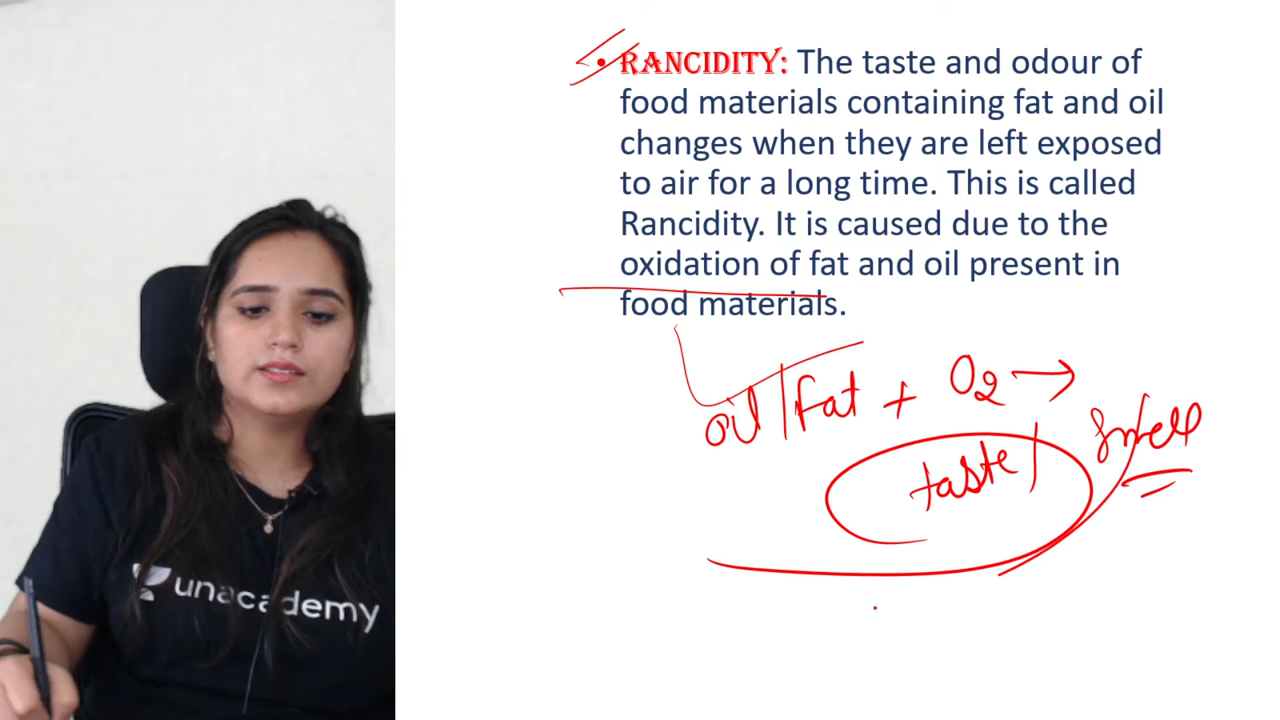 • RANCIDITY: The taste and odour of
food materials containing fat and oil
changes when they are left exposed
to air for a long time. This is called
Rancidity. It is caused due to the
oxidation of fat and oil present in
food materials.
oil/Fat + O2 →
taste/ smell
unacademy